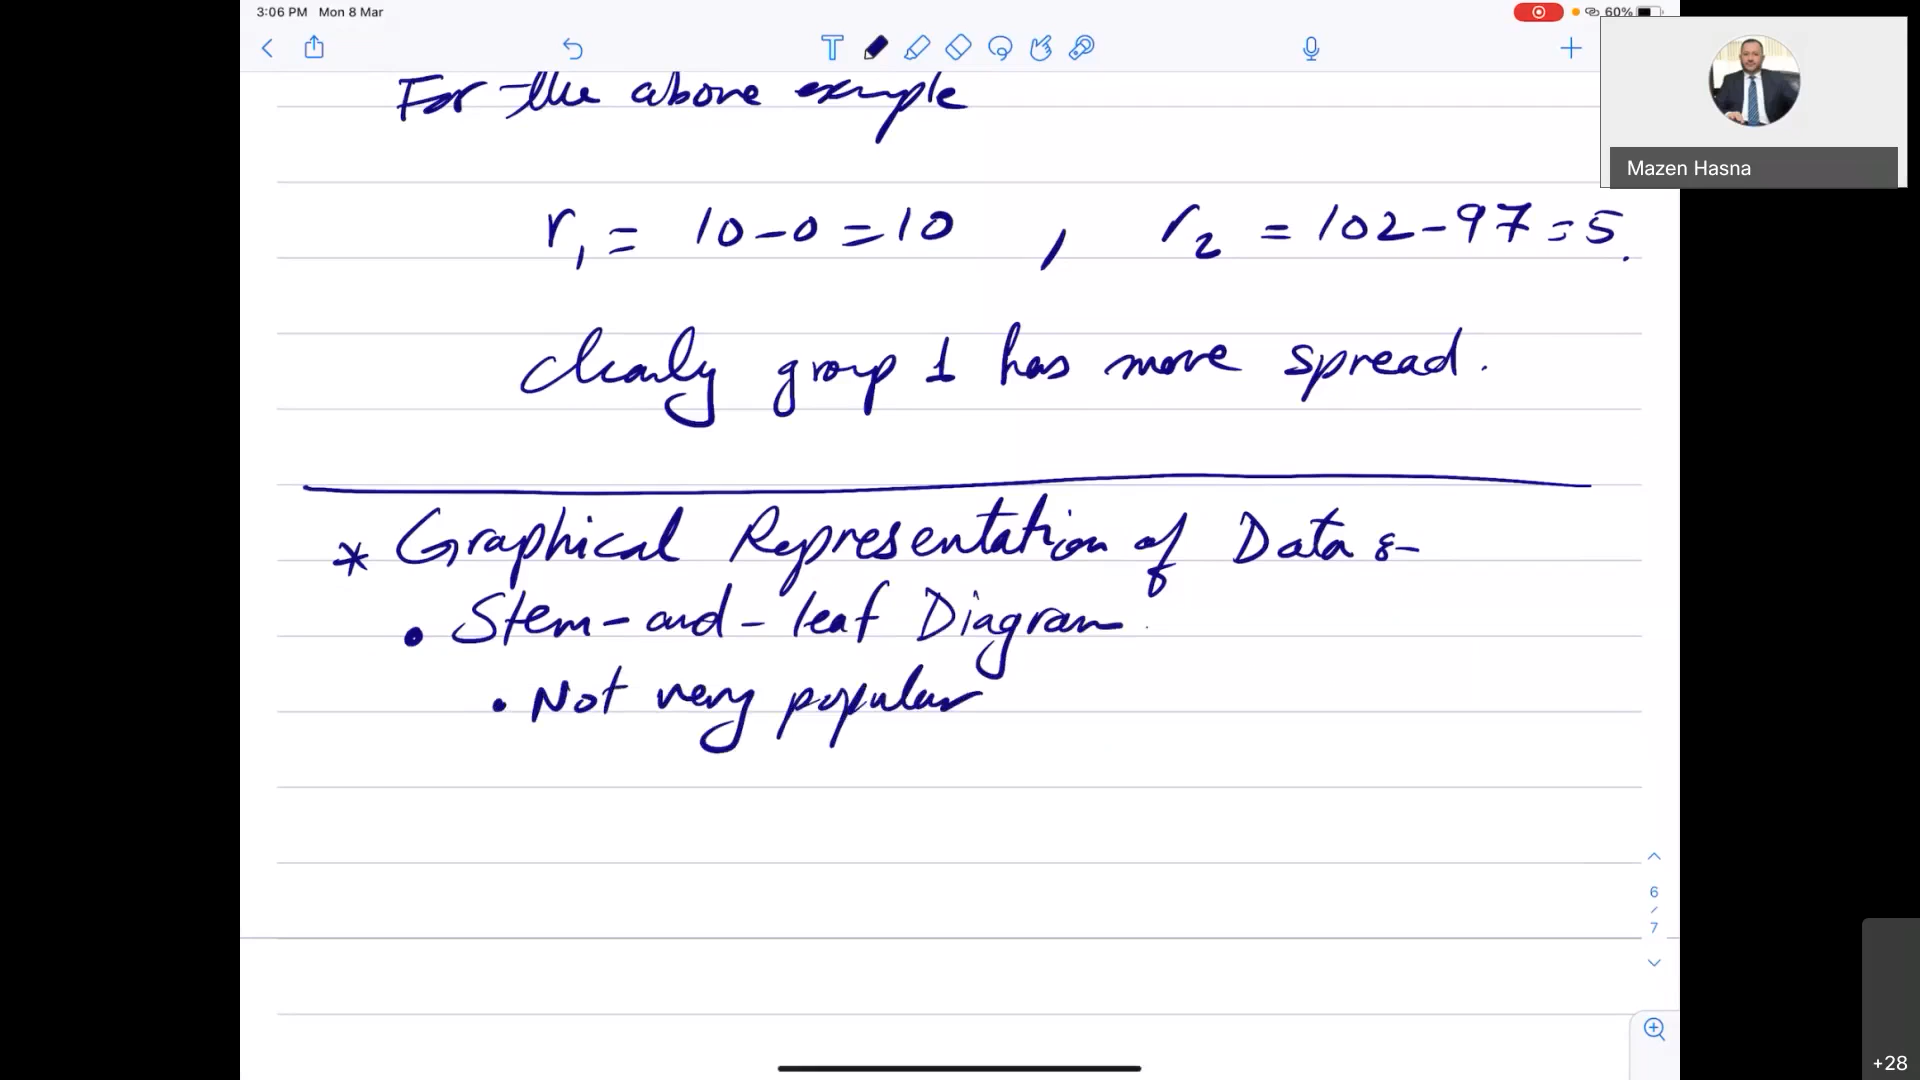 3:06 PM Mon 8 Mar
60%
For the above example
Mazen Hasna
r₁ = 10-0=10 , r₂ = 102-97=5.
clearly group 1 has more spread.
* Graphical Representation of Data :-
• Stem-and-leaf Diagram
• Not very popular
6
/
7
+28